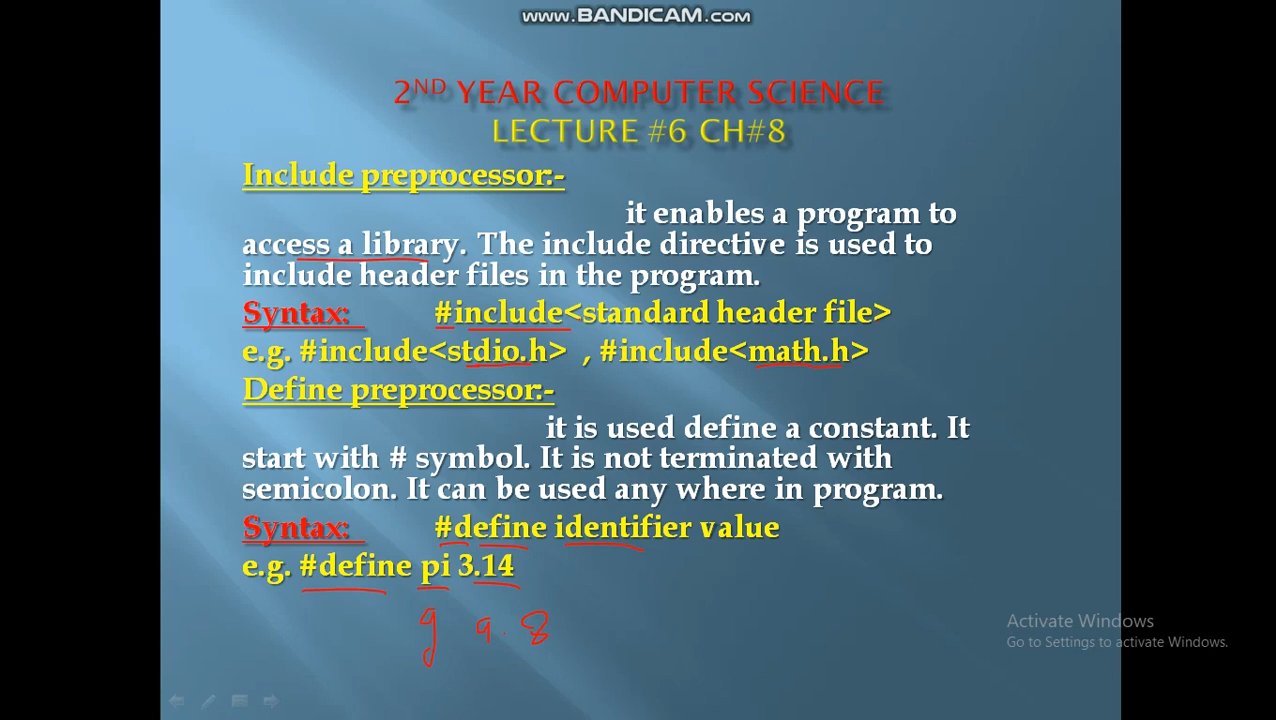 www.BANDICAM.com
2ND YEAR COMPUTER SCIENCE
LECTURE #6 CH#8
Include preprocessor:-
it enables a program to
access a library. The include directive is used to
include header files in the program.
Syntax: #include<standard header file>
e.g. #include<stdio.h> , #include<math.h>
Define preprocessor:-
it is used define a constant. It
start with # symbol. It is not terminated with
semicolon. It can be used any where in program.
Syntax: #define identifier value
e.g. #define pi 3.14
g 9.8
Activate Windows
Go to Settings to activate Windows.